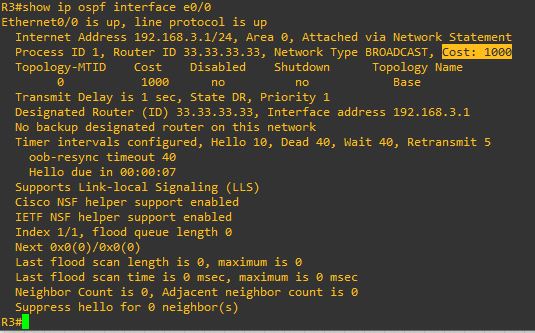 R3#show ip ospf interface e0/0
Ethernet0/0 is up, line protocol is up
Internet Address 192.168.3.1/24, Area 0, Attached via Network Statement
Process ID 1, Router ID 33.33.33.33, Network Type BROADCAST, Cost: 1000
Topology-MTID Cost Disabled Shutdown Topology Name
0 1000 no no Base
Transmit Delay is 1 sec, State DR, Priority 1
Designated Router (ID) 33.33.33.33, Interface address 192.168.3.1
No backup designated router on this network
Timer intervals configured, Hello 10, Dead 40, Wait 40, Retransmit 5
oob-resync timeout 40
Hello due in 00:00:07
Supports Link-local Signaling (LLS)
Cisco NSF helper support enabled
IETF NSF helper support enabled
Index 1/1, flood queue length 0
Next 0x0(0)/0x0(0)
Last flood scan length is 0, maximum is 0
Last flood scan time is 0 msec, maximum is 0 msec
Neighbor Count is 0, Adjacent neighbor count is 0
Suppress hello for 0 neighbor(s)
R3#